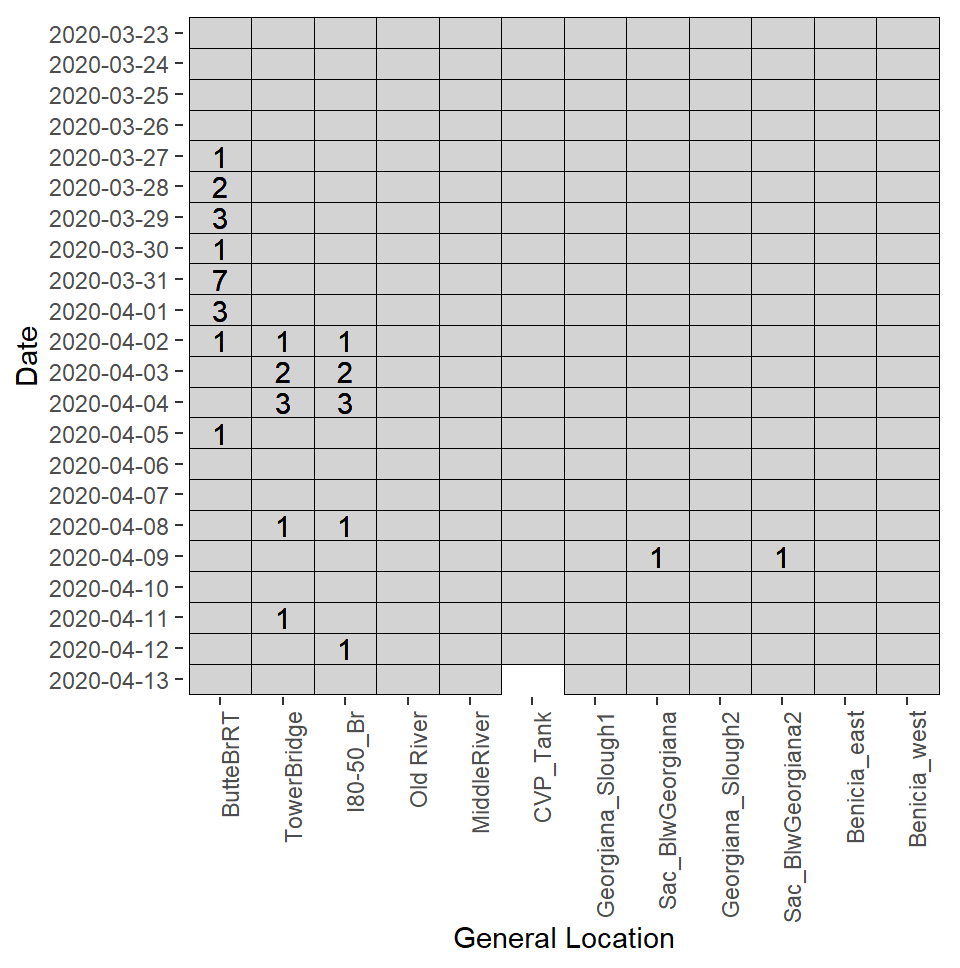 2020-03-23
2020-03-24
2020-03-25
2020-03-26
2020-03-27 1
2020-03-28 2
2020-03-29 3
2020-03-30 1
2020-03-31 7
2020-04-01 3
2020-04-02 1 1 1
2020-04-03 2 2
2020-04-04 3 3
2020-04-05 1
2020-04-06
2020-04-07
2020-04-08 1 1
2020-04-09 1 1
2020-04-10
2020-04-11 1
2020-04-12 1
2020-04-13
Date
ButteBrRT
TowerBridge
I80-50_Br
Old River
MiddleRiver
CVP_Tank
Georgiana_Slough1
Sac_BlwGeorgiana
Georgiana_Slough2
Sac_BlwGeorgiana2
Benicia_east
Benicia_west
General Location